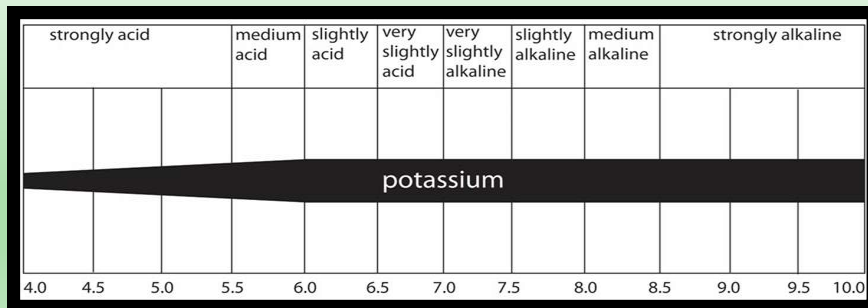 strongly acid
medium
acid
slightly
acid
very
slightly
acid
very
slightly
alkaline
slightly
alkaline
medium
alkaline
strongly alkaline
potassium
4.0 4.5 5.0 5.5 6.0 6.5 7.0 7.5 8.0 8.5 9.0 9.5 10.0